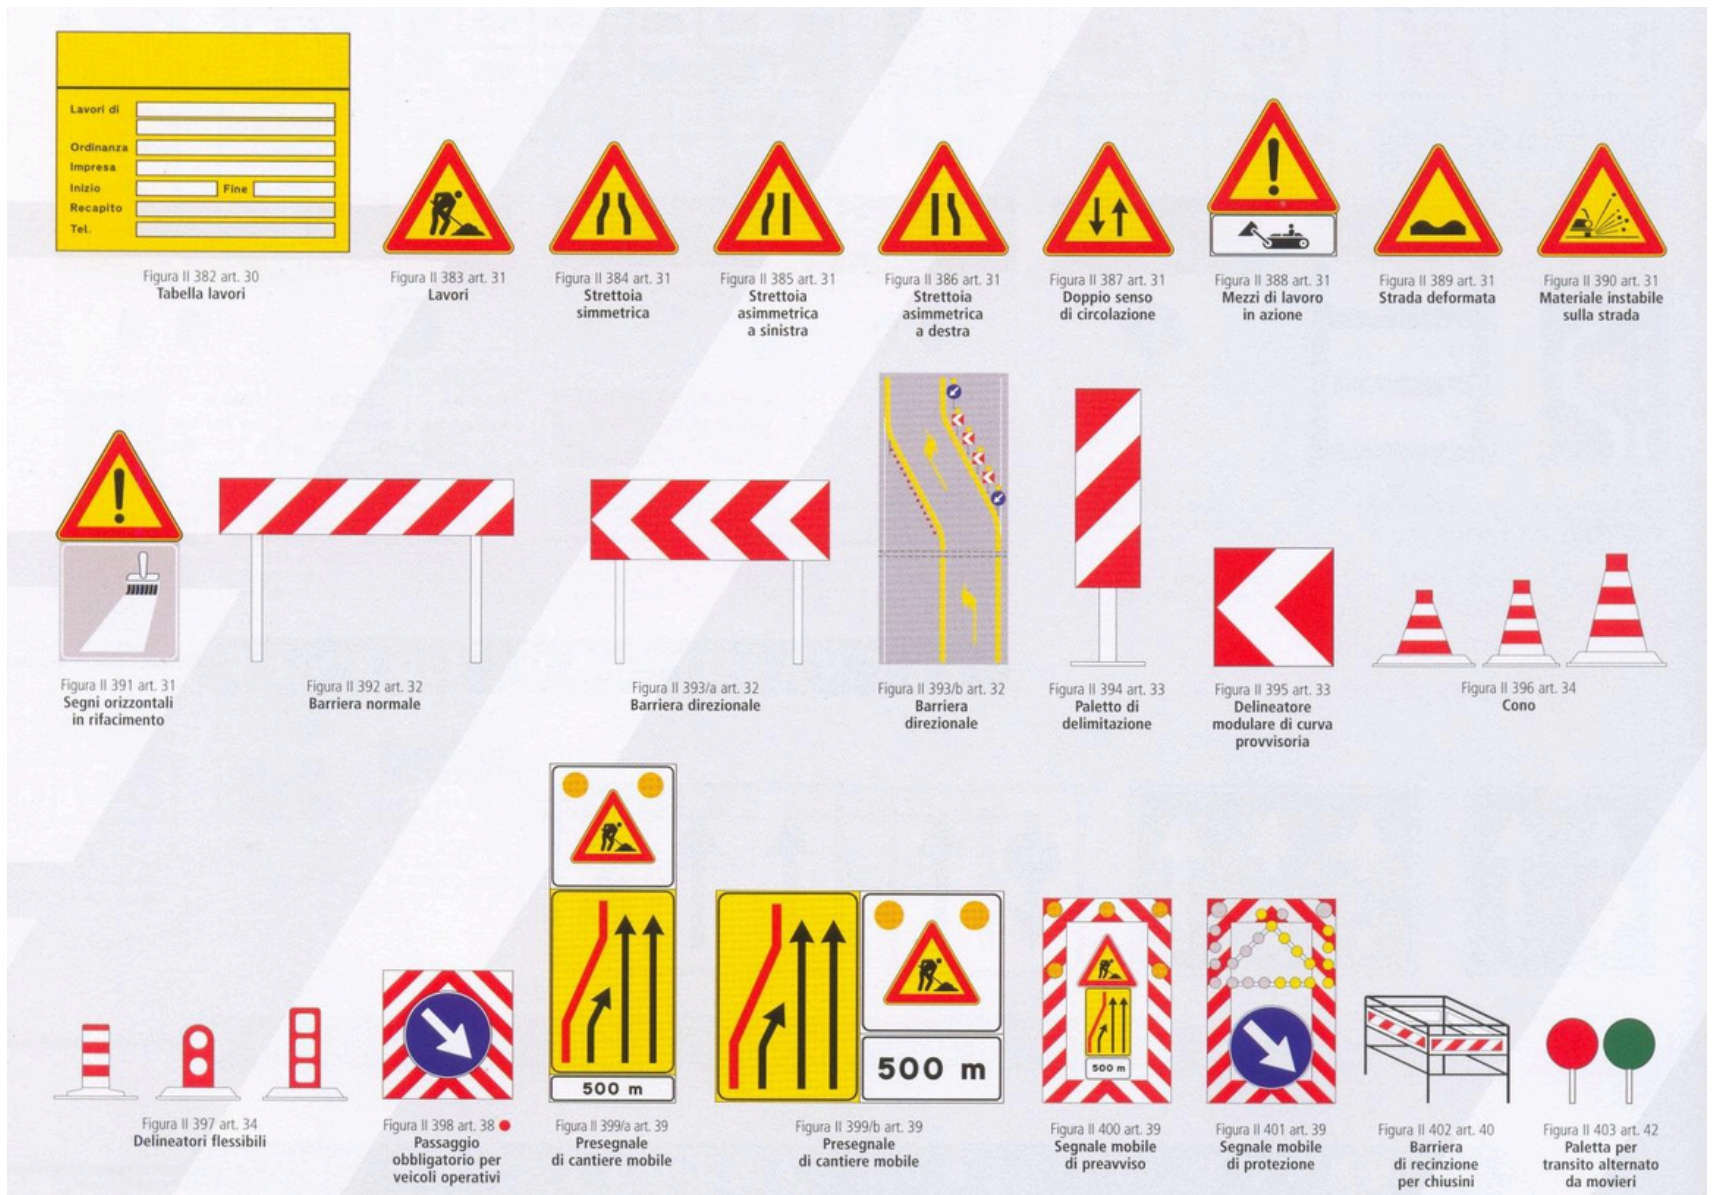 Lavori di
Ordinanza
Impresa
Inizio Fine
Recapito
Tel.
Figura II 382 art. 30
Tabella lavori
Figura II 383 art. 31
Lavori
Figura II 384 art. 31
Strettoia
simmetrica
Figura II 385 art. 31
Strettoia
asimmetrica
a sinistra
Figura II 386 art. 31
Strettoia
asimmetrica
a destra
Figura II 387 art. 31
Doppio senso
di circolazione
Figura II 388 art. 31
Mezzi di lavoro
in azione
Figura II 389 art. 31
Strada deformata
Figura II 390 art. 31
Materiale instabile
sulla strada
Figura II 391 art. 31
Segni orizzontali
in rifacimento
Figura II 392 art. 32
Barriera normale
Figura II 393/a art. 32
Barriera direzionale
Figura II 393/b art. 32
Barriera
direzionale
Figura II 394 art. 33
Paletto di
delimitazione
Figura II 395 art. 33
Delineatore
modulare di curva
provvisoria
Figura II 396 art. 34
Cono
Figura II 397 art. 34
Delineatori flessibili
Figura II 398 art. 38
Passaggio
obbligatorio per
veicoli operativi
500 m
Figura II 399/a art. 39
Presegnale
di cantiere mobile
500 m
Figura II 399/b art. 39
Presegnale
di cantiere mobile
500 m
Figura II 400 art. 39
Segnale mobile
di preavviso
Figura II 401 art. 39
Segnale mobile
di protezione
Figura II 402 art. 40
Barriera
di recinzione
per chiusini
Figura II 403 art. 42
Paletta per
transito alternato
da movieri